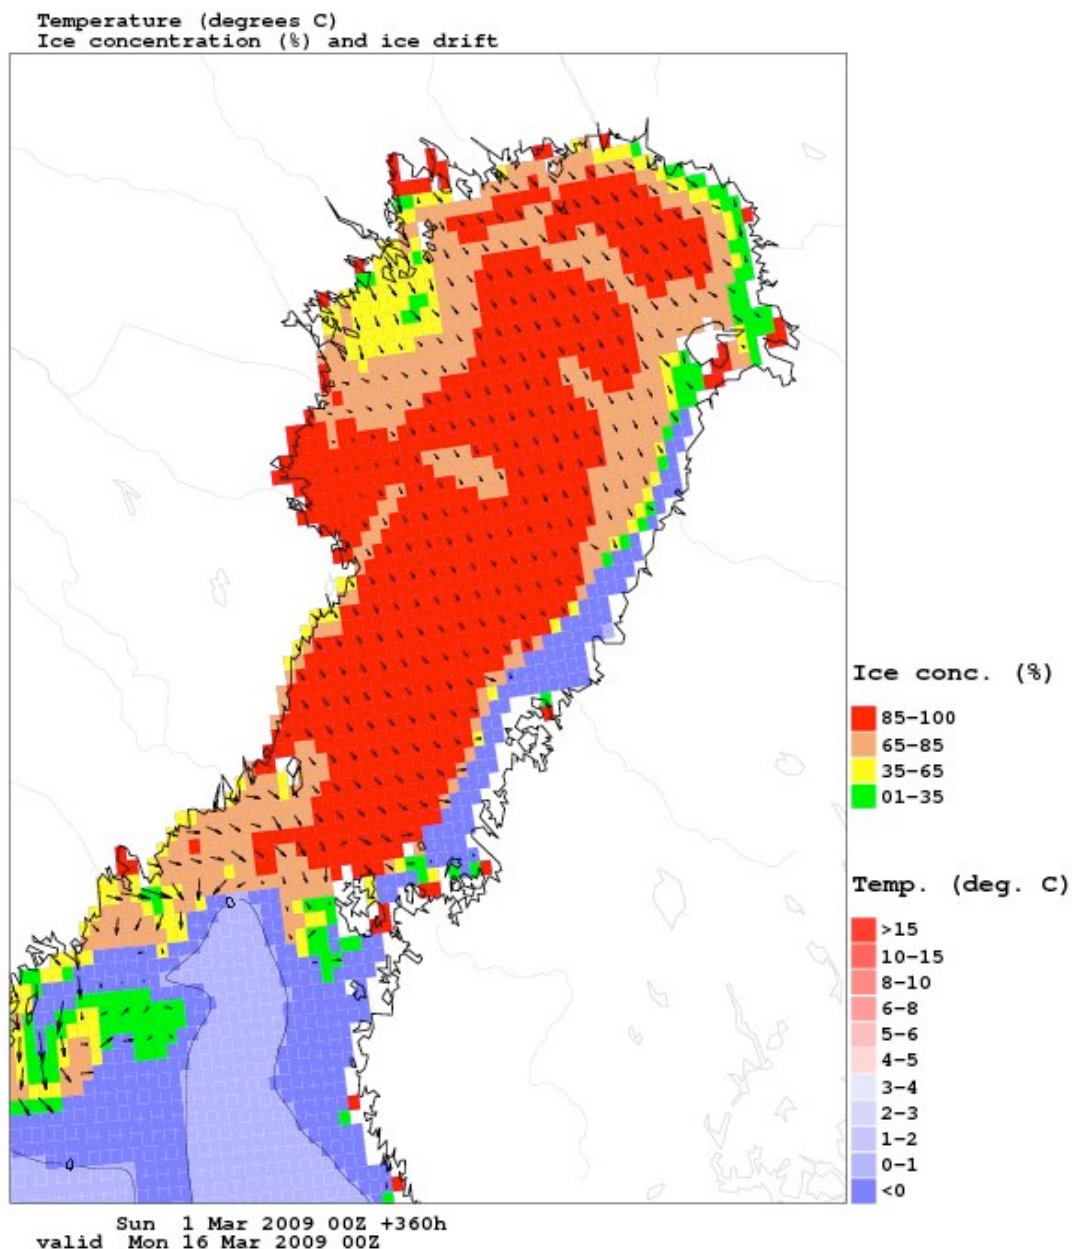 Temperature (degrees C)
Ice concentration (%) and ice drift
Ice conc. (%)
85-100
65-85
35-65
01-35
Temp. (deg. C)
>15
10-15
8-10
6-8
5-6
4-5
3-4
2-3
1-2
0-1
<0
0
0
Sun 1 Mar 2009 00Z +360h
valid Mon 16 Mar 2009 00Z